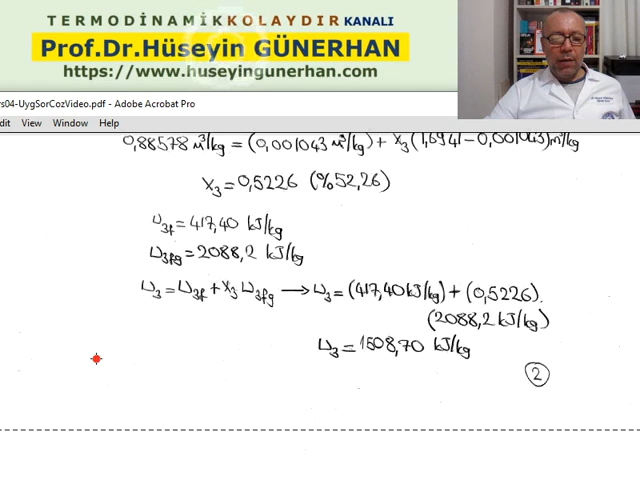 TERMODİNAMİKKOLAYDIR KANALI
Prof.Dr.Hüseyin GÜNERHAN
https://www.huseyingunerhan.com
rs04-UygSorCozVideo.pdf - Adobe Acrobat Pro
dit View Window Help
0,88578 m³/kg = (0,001043 m³/kg) + x₃(1,6941-0,001043)m³/kg
x₃ = 0,5226 (%52,26)
u₃f = 417,40 kJ/kg
u₃fg = 2088,2 kJ/kg
u₃ = u₃f + x₃ u₃fg → u₃ = (417,40 kJ/kg) + (0,5226).
(2088,2 kJ/kg)
u₃ = 1508,70 kJ/kg
2